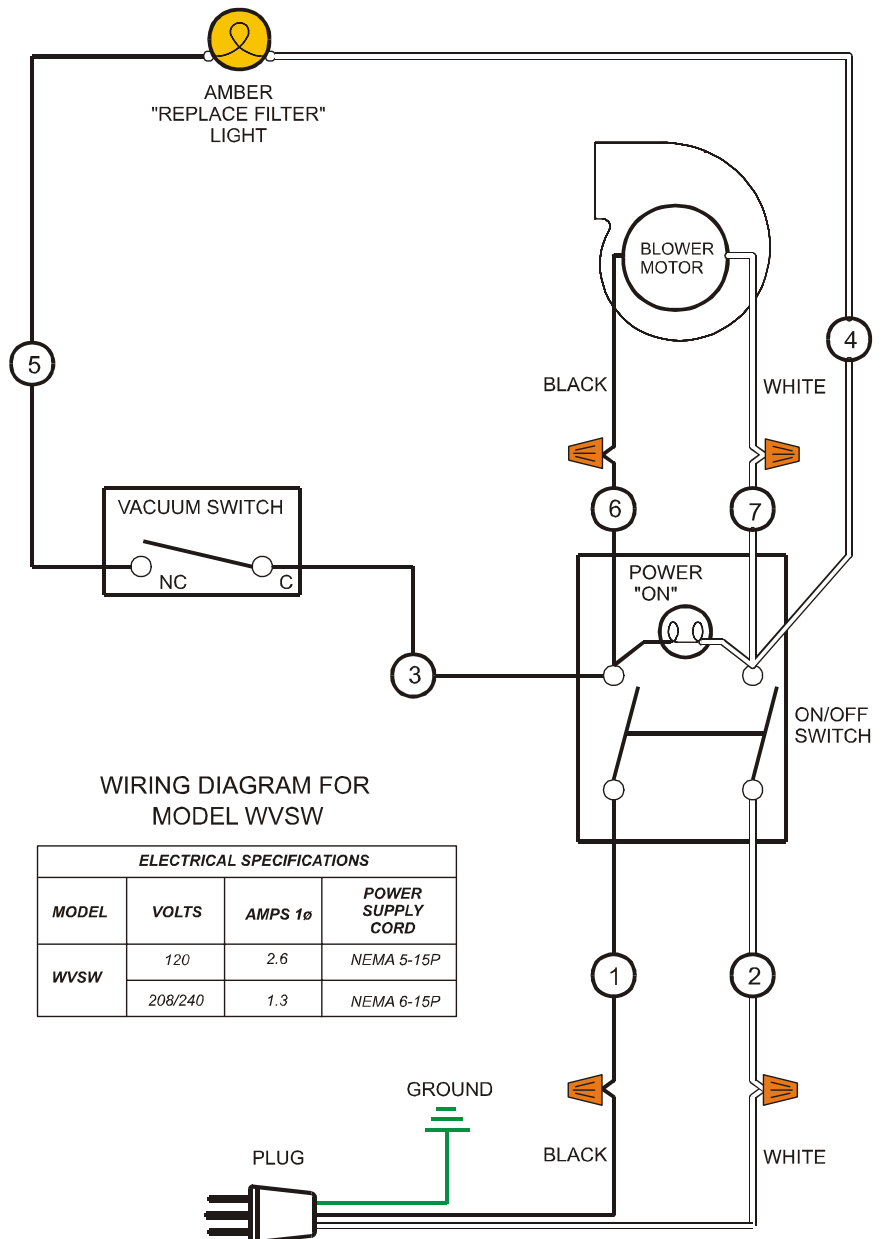 AMBER
"REPLACE FILTER"
LIGHT
BLOWER
MOTOR
4
5
BLACK
WHITE
VACUUM SWITCH
6
7
NC
C
POWER
"ON"
3
ON/OFF
SWITCH
WIRING DIAGRAM FOR
MODEL WVSW
ELECTRICAL SPECIFICATIONS
MODEL
VOLTS
AMPS 1ø
POWER
SUPPLY
CORD
WVSW
120
2.6
NEMA 5-15P
208/240
1.3
NEMA 6-15P
1
2
GROUND
PLUG
BLACK
WHITE